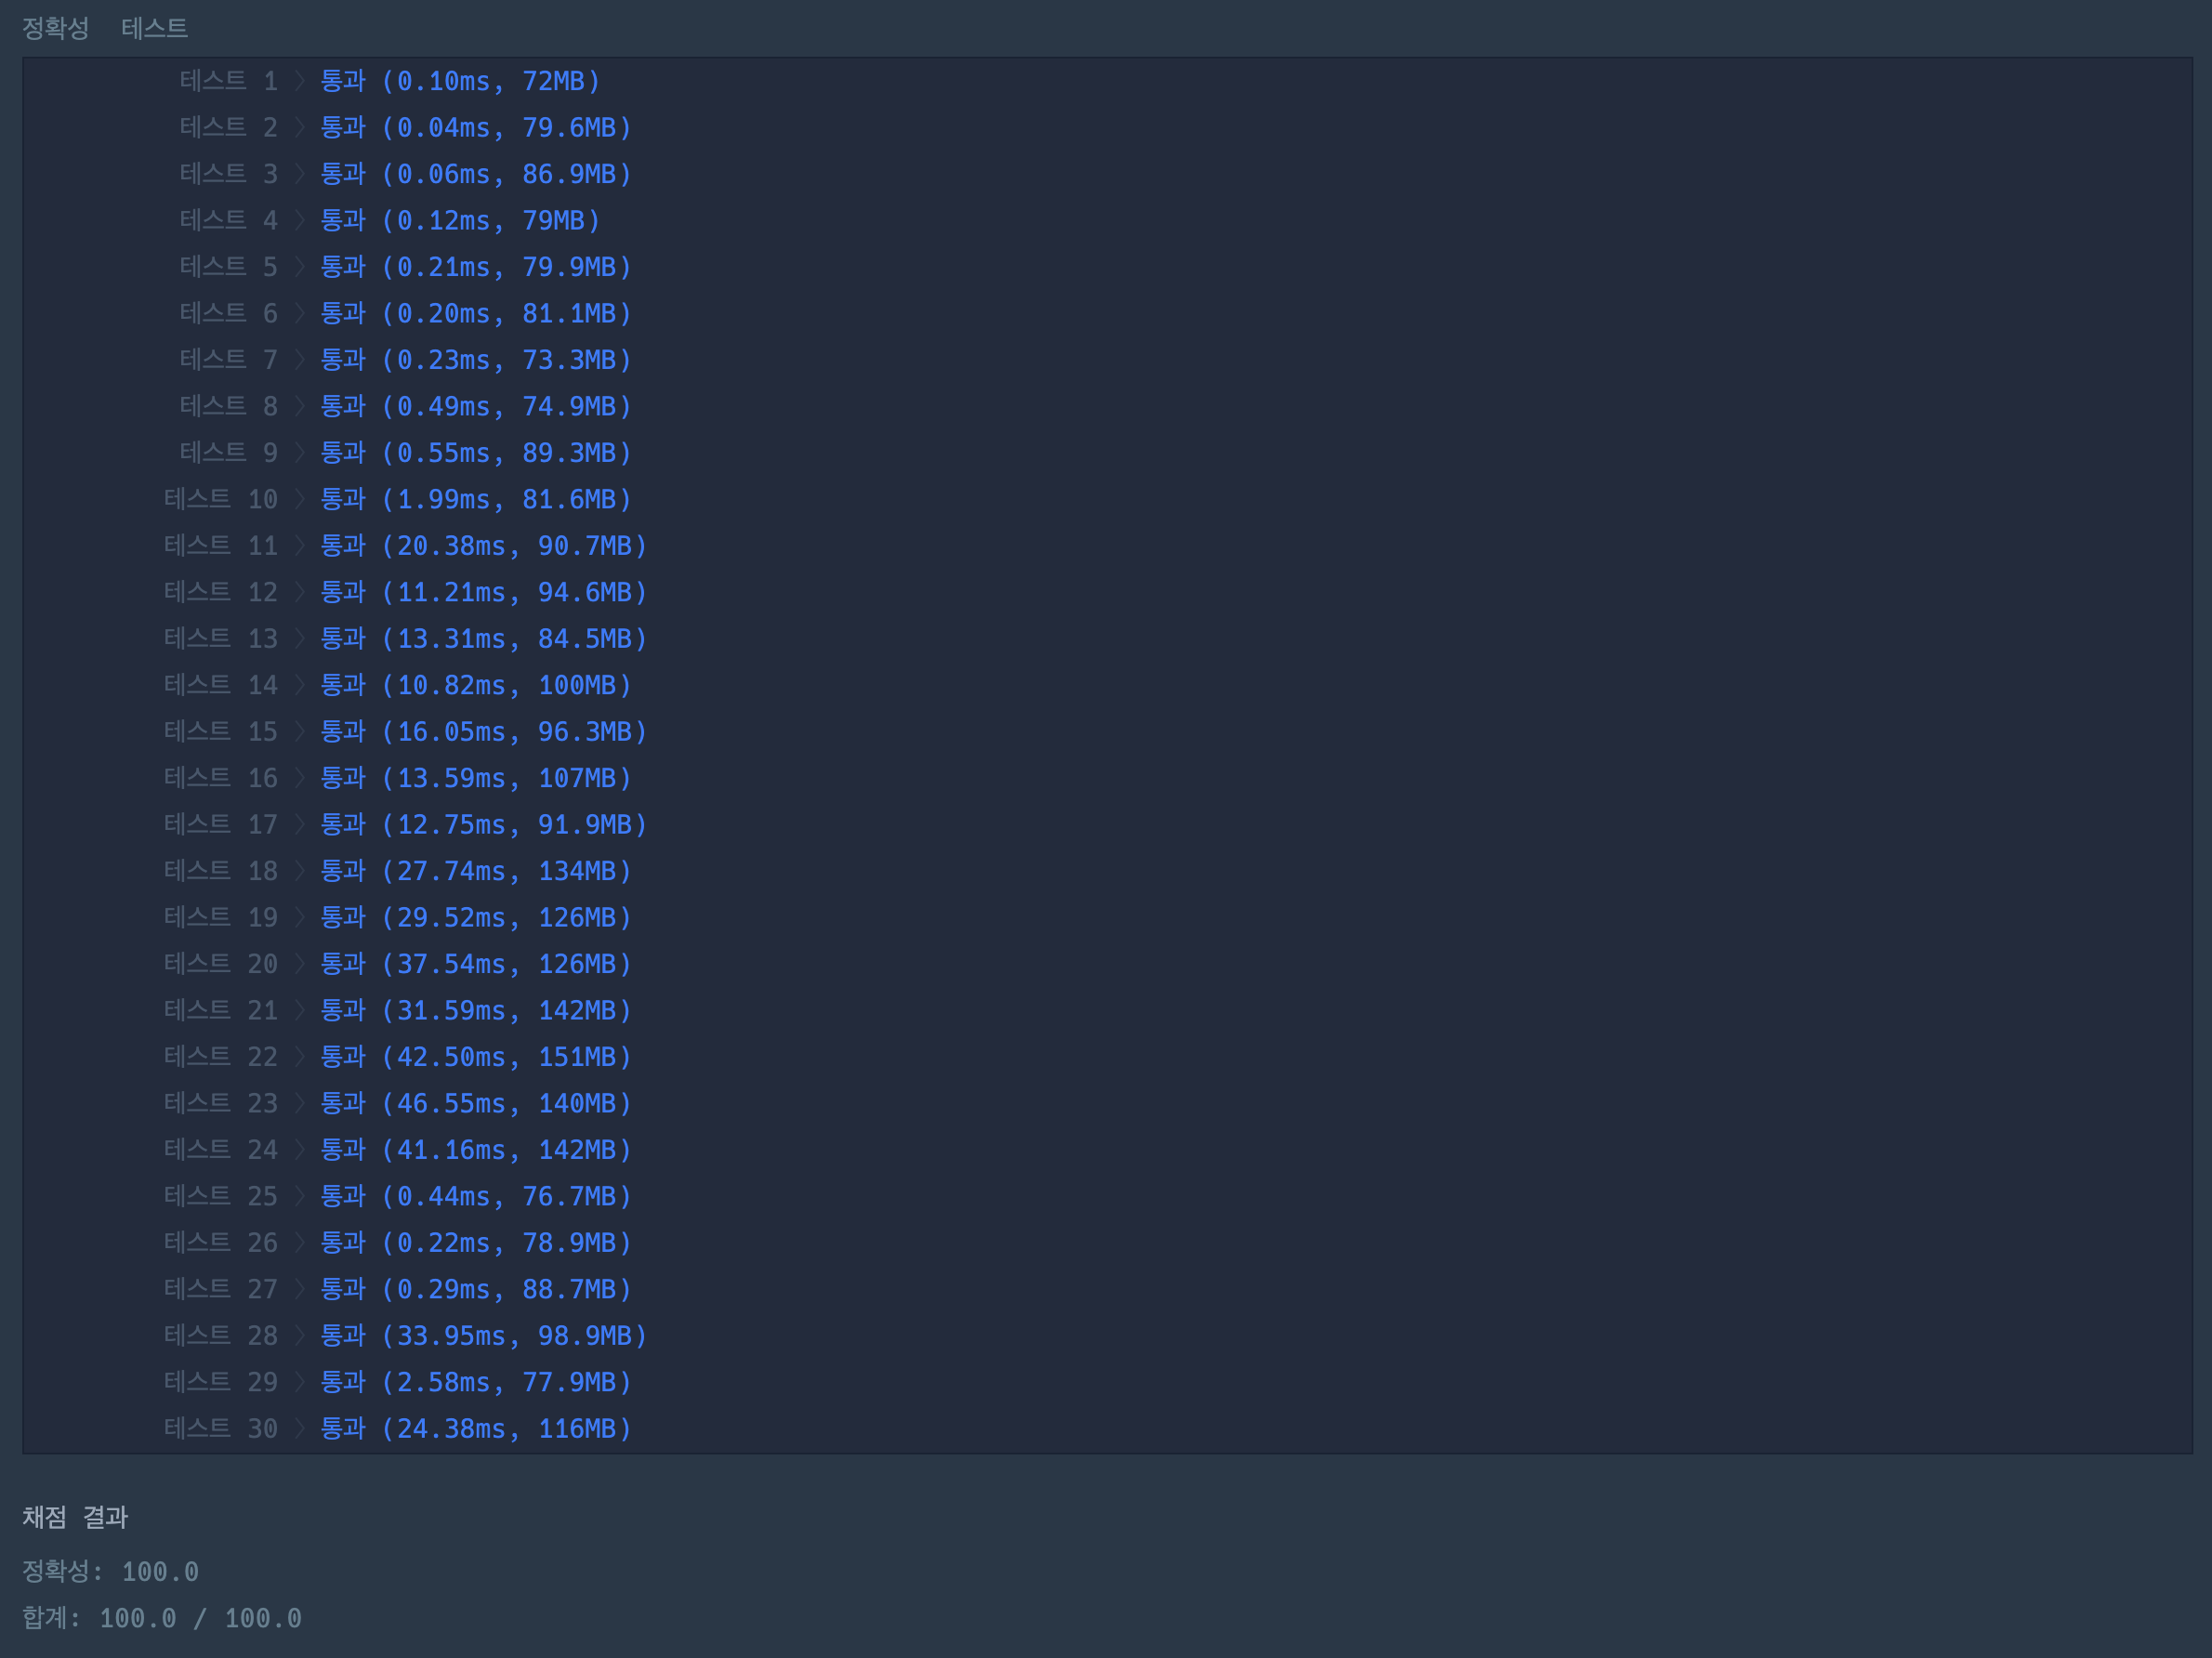 정확성  테스트
테스트 1 〉 통과 (0.10ms, 72MB)
테스트 2 〉 통과 (0.04ms, 79.6MB)
테스트 3 〉 통과 (0.06ms, 86.9MB)
테스트 4 〉 통과 (0.12ms, 79MB)
테스트 5 〉 통과 (0.21ms, 79.9MB)
테스트 6 〉 통과 (0.20ms, 81.1MB)
테스트 7 〉 통과 (0.23ms, 73.3MB)
테스트 8 〉 통과 (0.49ms, 74.9MB)
테스트 9 〉 통과 (0.55ms, 89.3MB)
테스트 10 〉 통과 (1.99ms, 81.6MB)
테스트 11 〉 통과 (20.38ms, 90.7MB)
테스트 12 〉 통과 (11.21ms, 94.6MB)
테스트 13 〉 통과 (13.31ms, 84.5MB)
테스트 14 〉 통과 (10.82ms, 100MB)
테스트 15 〉 통과 (16.05ms, 96.3MB)
테스트 16 〉 통과 (13.59ms, 107MB)
테스트 17 〉 통과 (12.75ms, 91.9MB)
테스트 18 〉 통과 (27.74ms, 134MB)
테스트 19 〉 통과 (29.52ms, 126MB)
테스트 20 〉 통과 (37.54ms, 126MB)
테스트 21 〉 통과 (31.59ms, 142MB)
테스트 22 〉 통과 (42.50ms, 151MB)
테스트 23 〉 통과 (46.55ms, 140MB)
테스트 24 〉 통과 (41.16ms, 142MB)
테스트 25 〉 통과 (0.44ms, 76.7MB)
테스트 26 〉 통과 (0.22ms, 78.9MB)
테스트 27 〉 통과 (0.29ms, 88.7MB)
테스트 28 〉 통과 (33.95ms, 98.9MB)
테스트 29 〉 통과 (2.58ms, 77.9MB)
테스트 30 〉 통과 (24.38ms, 116MB)
채점 결과
정확성: 100.0
합계: 100.0 / 100.0